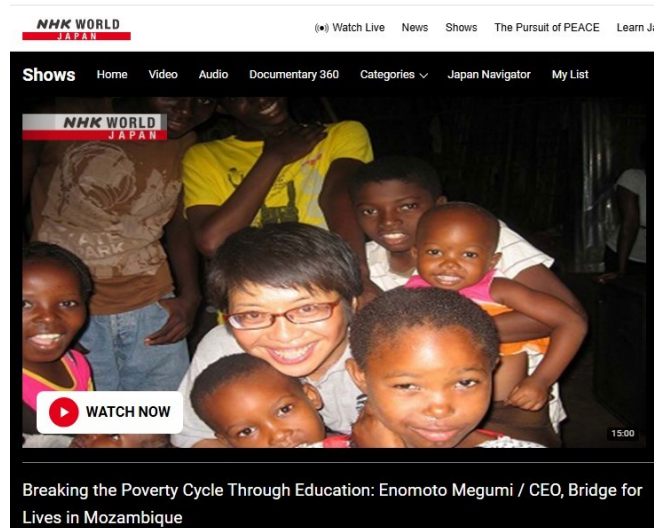 NHK WORLD
JAPAN
Watch Live News Shows The Pursuit of PEACE Learn Ja
Shows Home Video Audio Documentary 360 Categories Japan Navigator My List
NHK WORLD
JAPAN
WATCH NOW
15:00
Breaking the Poverty Cycle Through Education: Enomoto Megumi / CEO, Bridge for
Lives in Mozambique